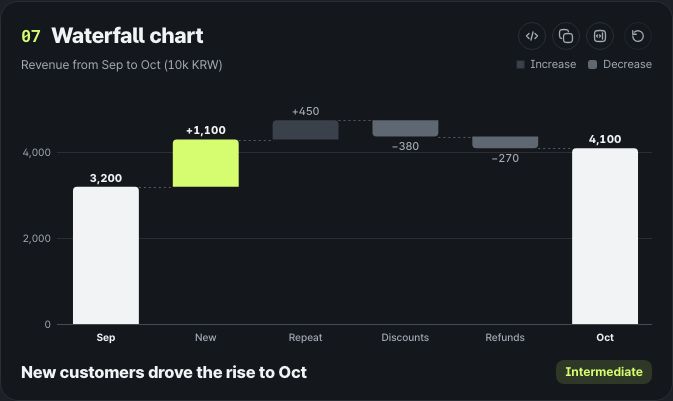 07 Waterfall chart
Revenue from Sep to Oct (10k KRW)
Increase
Decrease
+450
+1,100
−380
4,100
4,000
−270
3,200
2,000
0
Sep
New
Repeat
Discounts
Refunds
Oct
New customers drove the rise to Oct
Intermediate